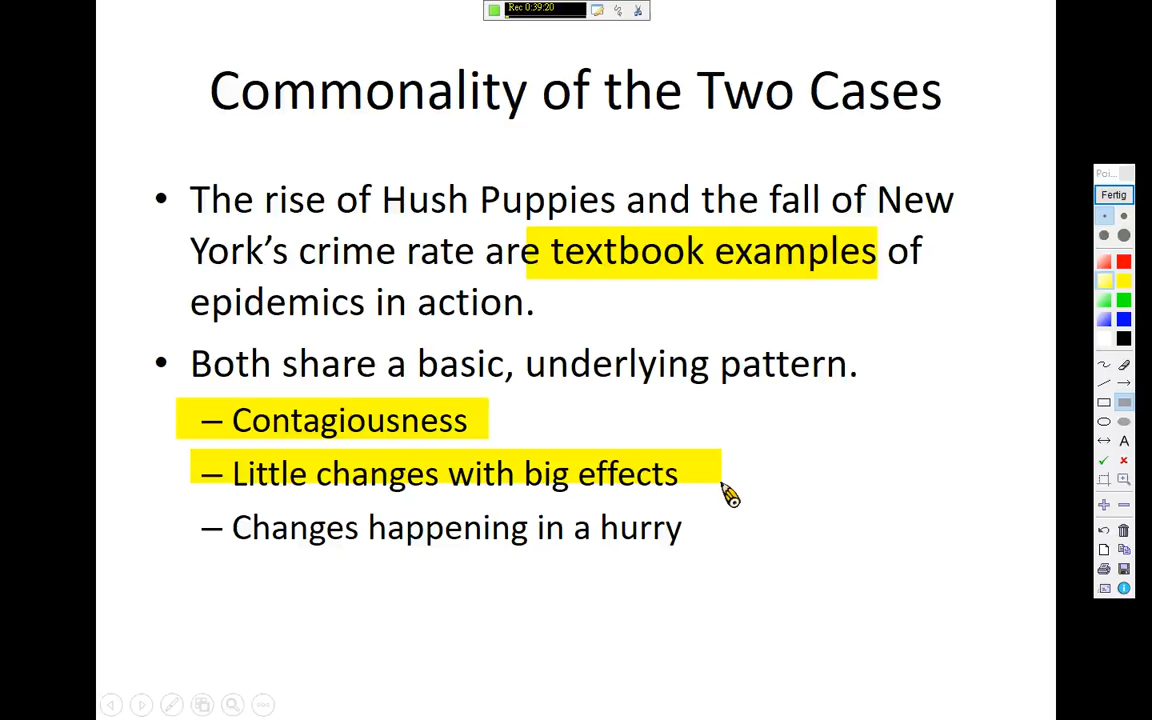 Rec 0:39:20
Commonality of the Two Cases
• The rise of Hush Puppies and the fall of New
York’s crime rate are textbook examples of
epidemics in action.
• Both share a basic, underlying pattern.
– Contagiousness
– Little changes with big effects
– Changes happening in a hurry
Poi...
Fertig
A